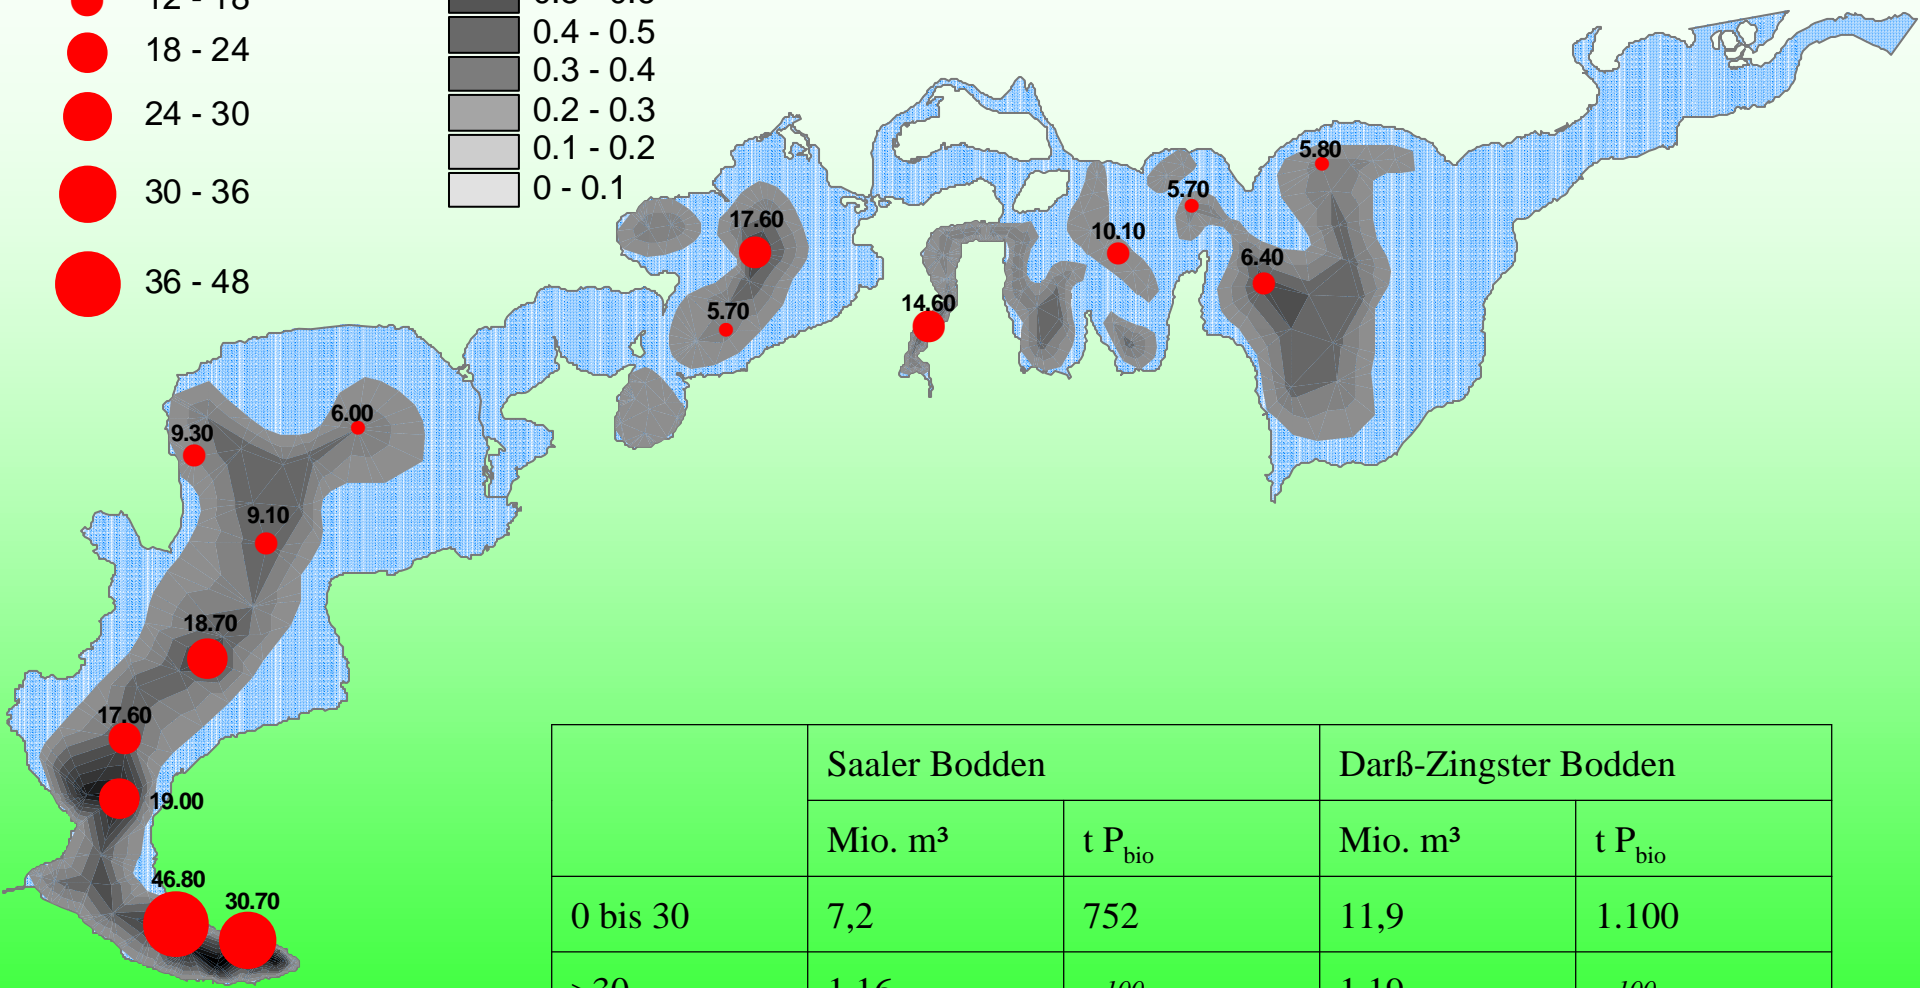 12 - 18
18 - 24
24 - 30
30 - 36
36 - 48
0.4 - 0.5
0.3 - 0.4
0.2 - 0.3
0.1 - 0.2
0 - 0.1
5.80
5.70
17.60
10.10
6.40
14.60
5.70
6.00
9.30
9.10
18.70
17.60
19.00
46.80
30.70
Saaler Bodden Darß-Zingster Bodden
Mio. m³ t Pbio Mio. m³ t Pbio
0 bis 30 7,2 752 11,9 1.100